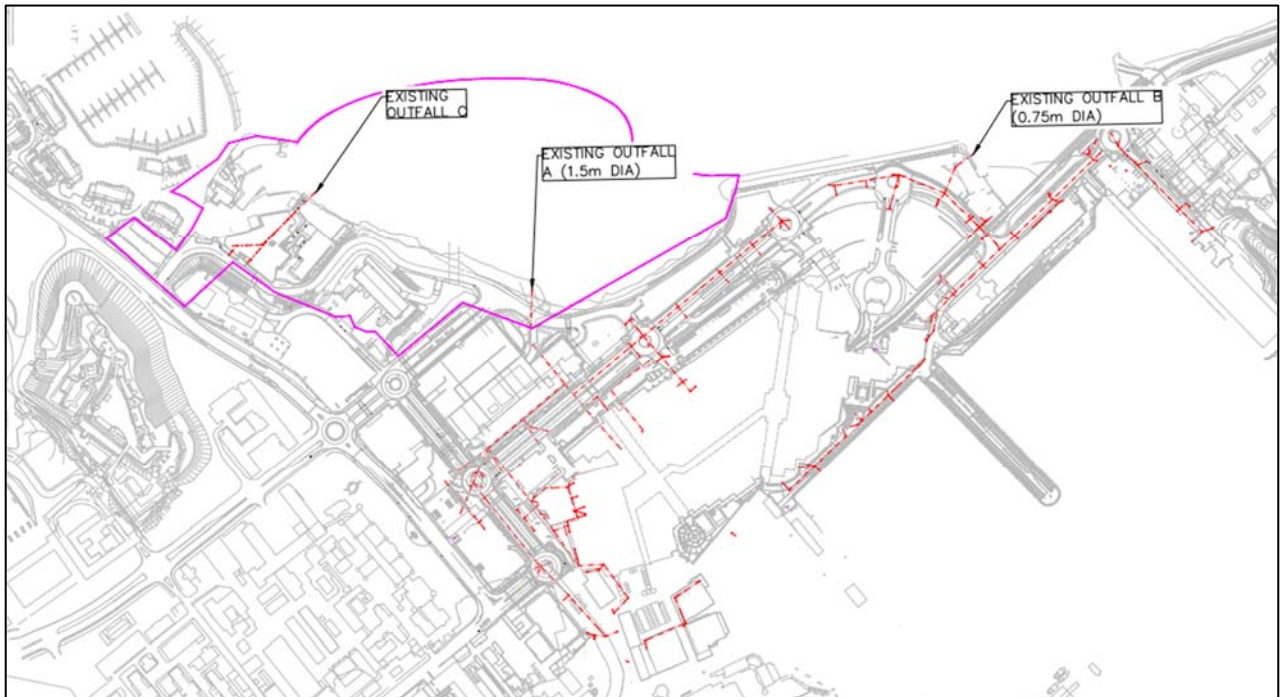 EXISTING
OUTFALL C
EXISTING OUTFALL
A (1.5m DIA)
EXISTING OUTFALL B
(0.75m DIA)